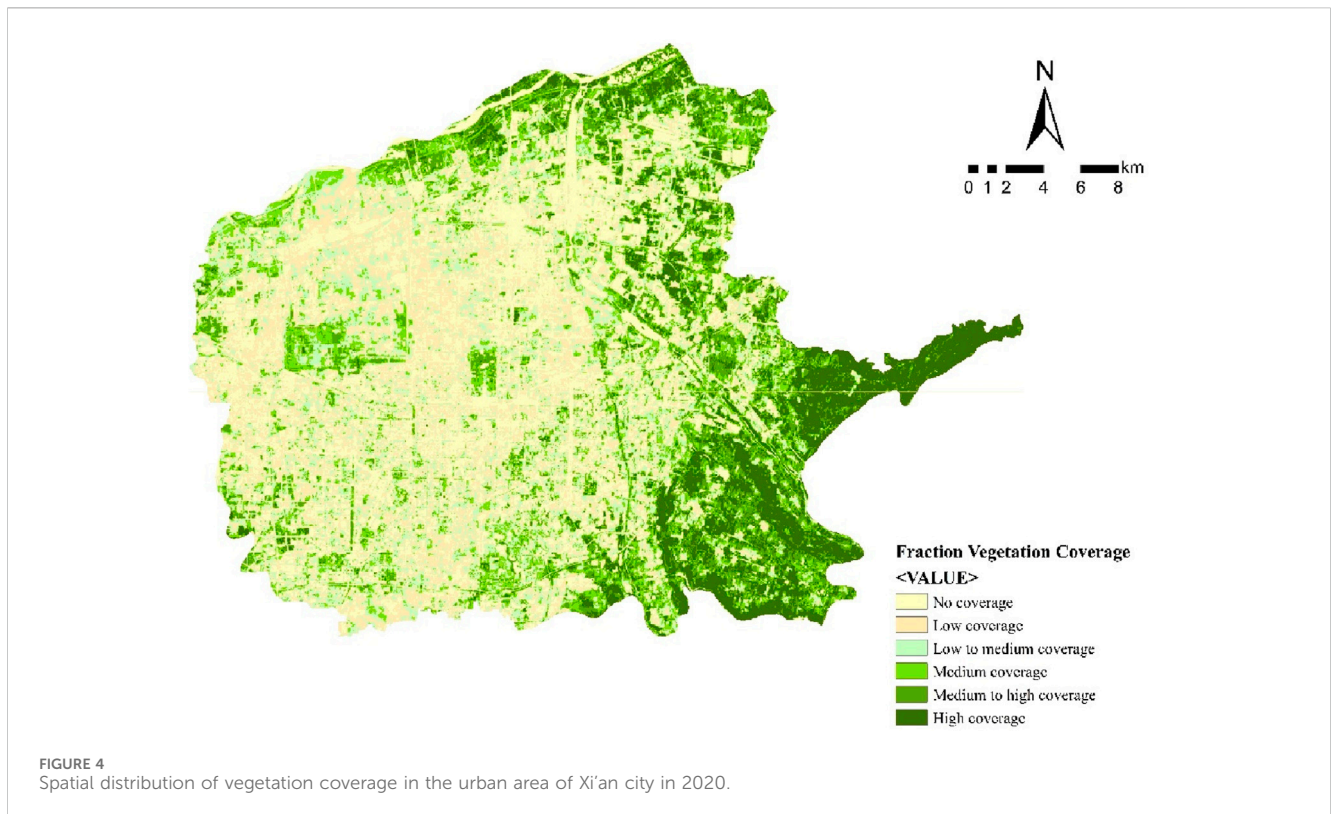 N
km
0 1 2 4 6 8
Fraction Vegetation Coverage
<VALUE>
No coverage
Low coverage
Low to medium coverage
Medium coverage
Medium to high coverage
High coverage
FIGURE 4
Spatial distribution of vegetation coverage in the urban area of Xi’an city in 2020.